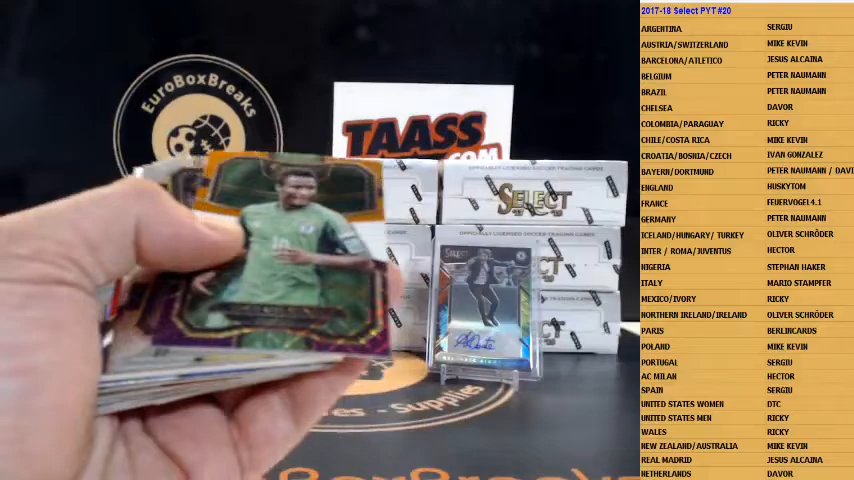 2017-18 Select PYT #20
ARGENTINA SERGIU
AUSTRIA/SWITZERLAND MIKE KEVIN
BARCELONA/ATLETICO JESUS ALCAINA
BELGIUM PETER NAUMANN
BRAZIL PETER NAUMANN
CHELSEA DAVOR
COLOMBIA/PARAGUAY RICKY
CHILE/COSTA RICA MIKE KEVIN
CROATIA/BOSNIA/CZECH IVAN GONZALEZ
BAYERN/DORTMUND PETER NAUMANN / DAVI
ENGLAND HUSKYTOM
FRANCE FEUERVOGEL4.1
GERMANY PETER NAUMANN
ICELAND/HUNGARY/ TURKEY OLIVER SCHRÖDER
INTER / ROMA/JUVENTUS HECTOR
NIGERIA STEPHAN HAKER
ITALY MARIO STAMPFER
MEXICO/IVORY RICKY
NORTHERN IRELAND/IRELAND OLIVER SCHRÖDER
PARIS BERLINCARDS
POLAND MIKE KEVIN
PORTUGAL SERGIU
AC MILAN HECTOR
SPAIN SERGIU
UNITED STATES WOMEN DTC
UNITED STATES MEN RICKY
WALES RICKY
NEW ZEALAND/AUSTRALIA MIKE KEVIN
REAL MADRID JESUS ALCAINA
NETHERLANDS DAVOR
EuroBoxBreaks
TAASS
.COM
SELECT
SELECT
- Supplies